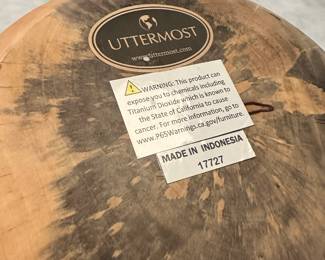 UTTERMOST
www.uttermost.com
WARNING: This product can
expose you to chemicals including
Titanium Dioxide which is known to
the State of California to cause
cancer. For more information, go to
www.P65Warnings.ca.gov/furniture.
MADE IN INDONESIA
17727